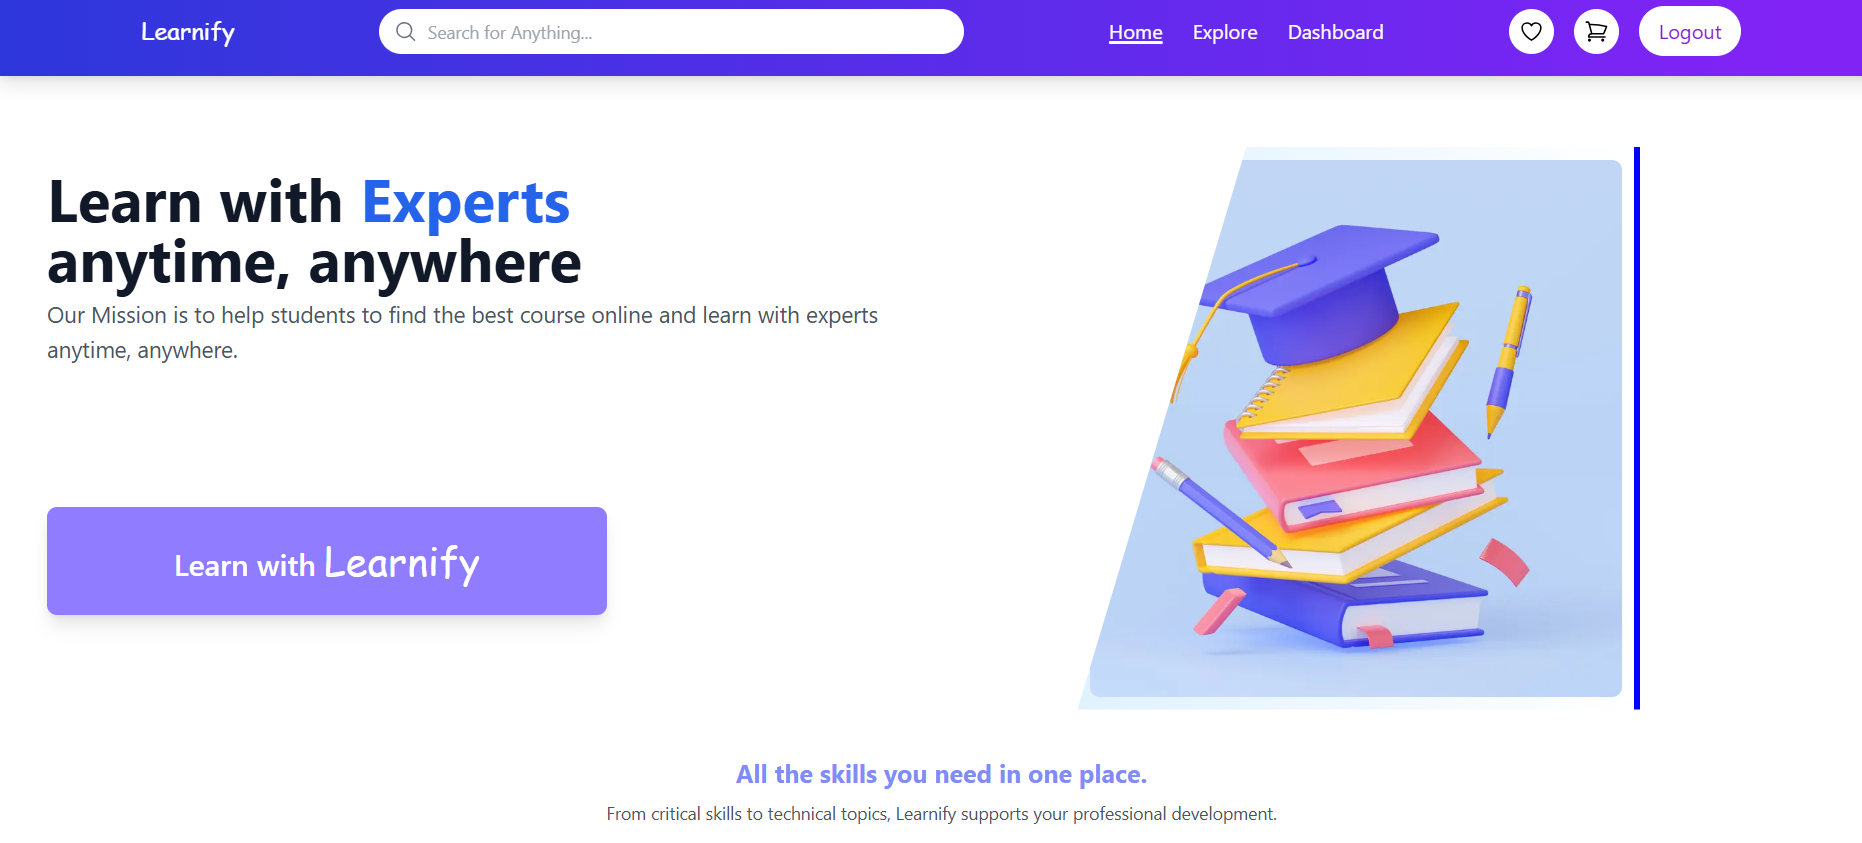 Learnify
Search for Anything...
Home
Explore
Dashboard
Logout
Learn with Experts
anytime, anywhere
Our Mission is to help students to find the best course online and learn with experts
anytime, anywhere.
Learn with Learnify
All the skills you need in one place.
From critical skills to technical topics, Learnify supports your professional development.